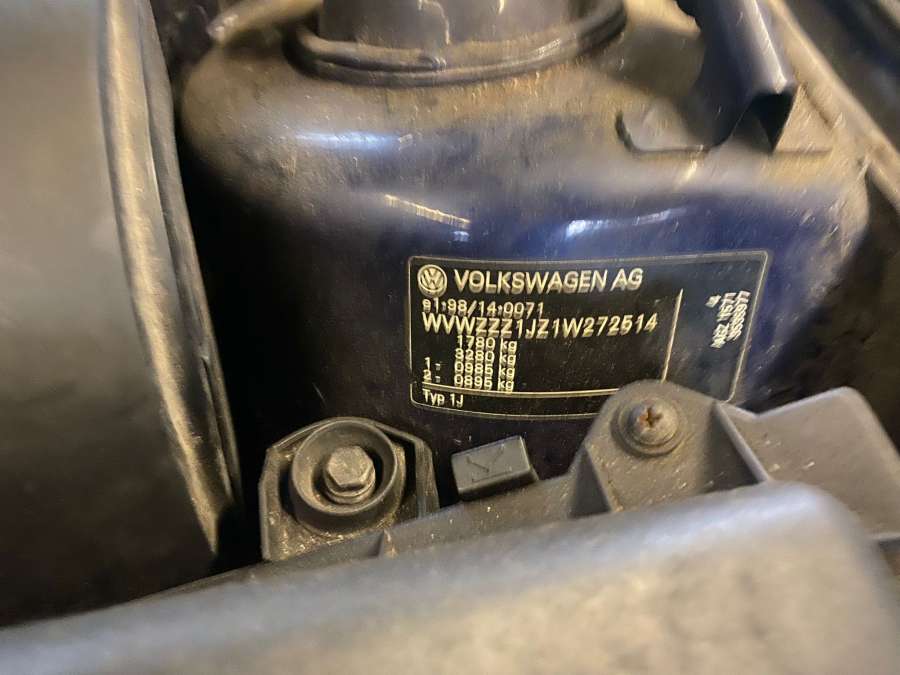 VOLKSWAGEN AG
e1*98/14*0071
WVWZZZ1JZ1W272514
1780 kg
3280 kg
1 - 0985 kg
2 - 0895 kg
Typ 1J